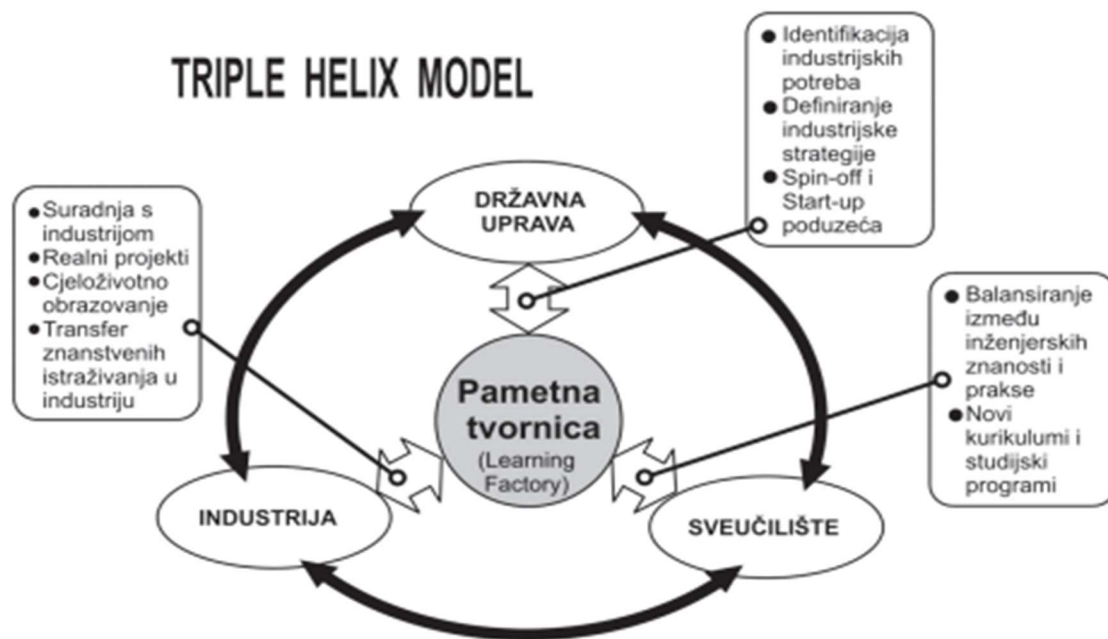 TRIPLE HELIX MODEL
● Identifikacija
industrijskih
potreba
● Definiranje
industrijske
strategije
● Spin-off i
Start-up
poduzeća
DRŽAVNA
UPRAVA
● Suradnja s
industrijom
● Realni projekti
● Cjeloživotno
obrazovanje
● Transfer
znanstvenih
istraživanja u
industriju
● Balansiranje
između
inženjerskih
znanosti i
prakse
● Novi
kurikulumi i
studijski
programi
Pametna
tvornica
(Learning
Factory)
INDUSTRIJA
SVEUČILIŠTE